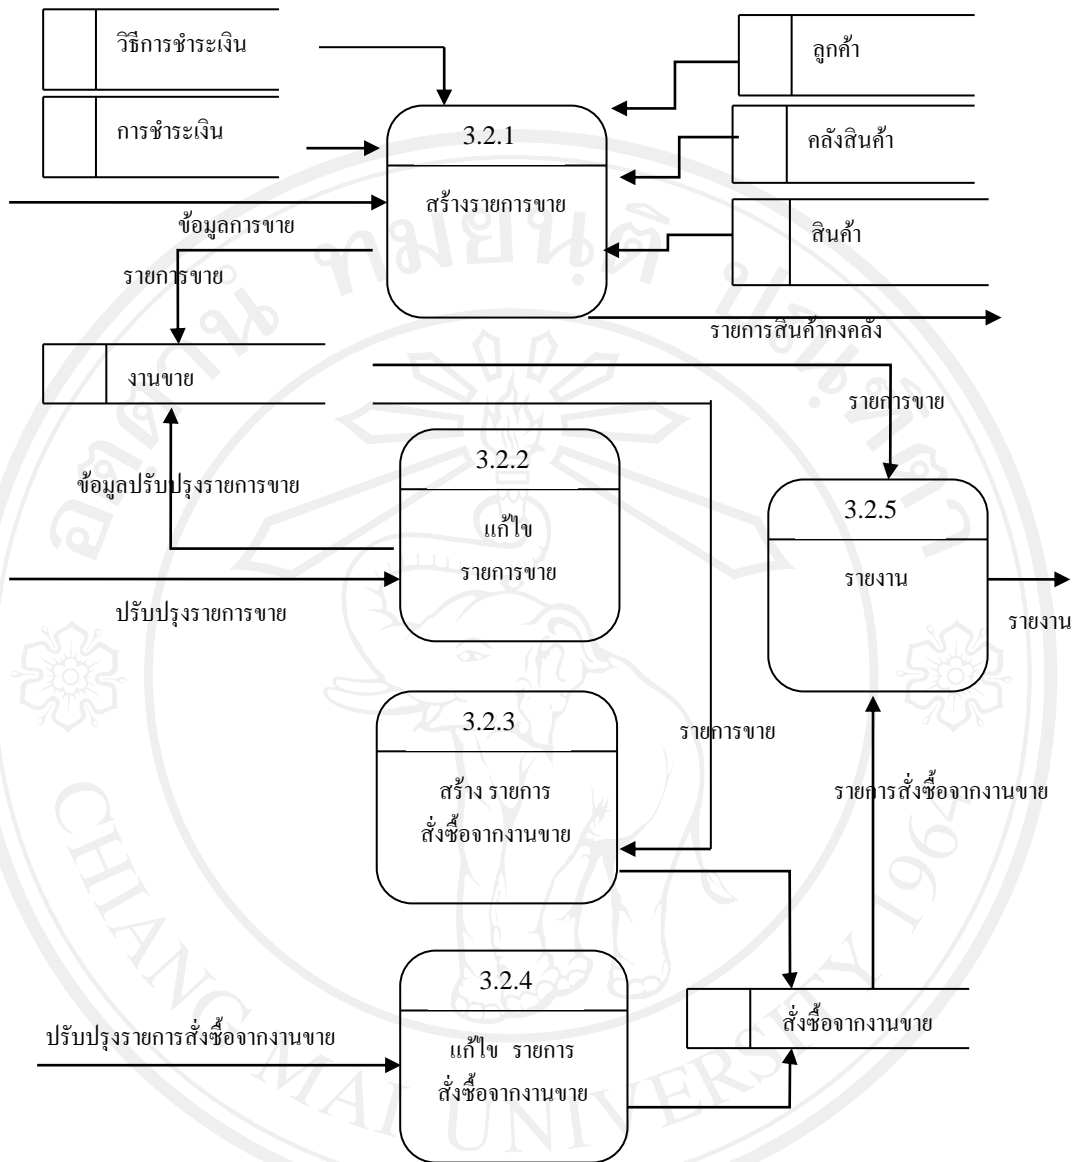 วิธีการชำระเงิน
ลูกค้า
การชำระเงิน
3.2.1
คลังสินค้า
สร้างรายการขาย
ข้อมูลการขาย
สินค้า
รายการขาย
รายการสินค้าคงคลัง
งานขาย
รายการขาย
3.2.2
ข้อมูลปรับปรุงรายการขาย
3.2.5
แก้ไข
รายการขาย
รายงาน
ปรับปรุงรายการขาย
รายงาน
3.2.3
รายการขาย
สร้าง รายการ
สั่งซื้อจากงานขาย
รายการสั่งซื้อจากงานขาย
3.2.4
สั่งซื้อจากงานขาย
ปรับปรุงรายการสั่งซื้อจากงานขาย
แก้ไข รายการ
สั่งซื้อจากงานขาย
CHIANG MAI UNIVERSITY 1964